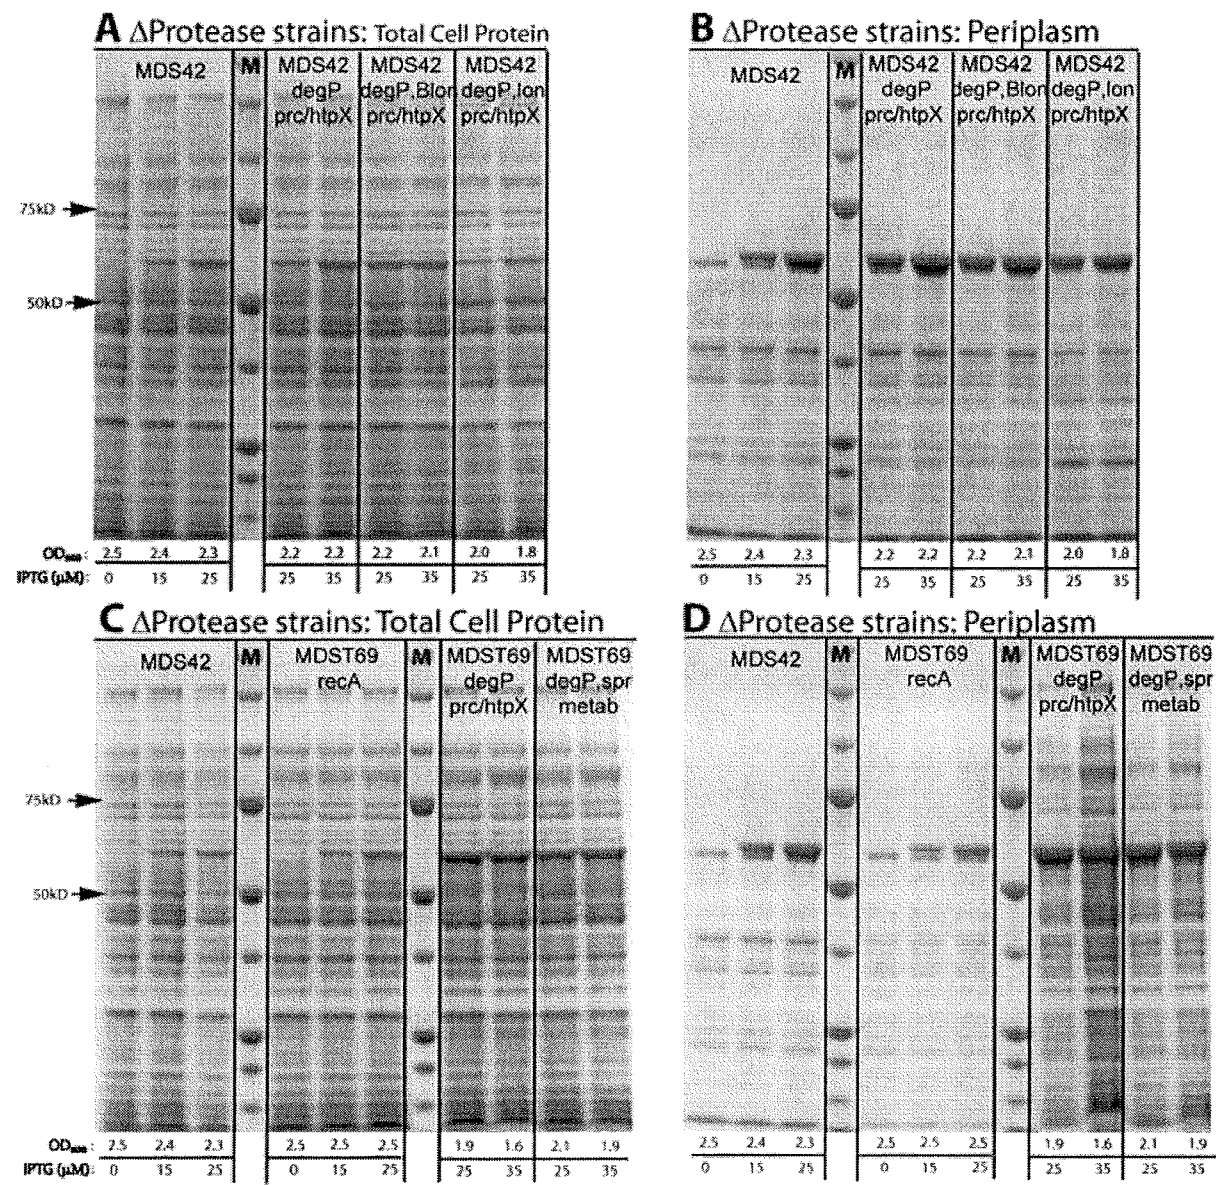 A ΔProtease strains: Total Cell Protein
MDS42
M
MDS42
degP
prc/htpX
MDS42
degP,Blon
prc/htpX
MDS42
degP,lon
prc/htpX
75kD
50kD
OD600: 2.5 2.4 2.3 2.2 2.2 2.2 2.1 2.0 1.8
IPTG (µM): 0 15 25 25 35 25 35 25 35
B ΔProtease strains: Periplasm
MDS42
M
MDS42
degP
prc/htpX
MDS42
degP,Blon
prc/htpX
MDS42
degP,lon
prc/htpX
2.5 2.4 2.3 2.2 2.2 2.2 2.1 2.0 1.8
0 15 25 25 35 25 35 25 35
C ΔProtease strains: Total Cell Protein
MDS42
M
MDST69
recA
M
MDST69
degP
prc/htpX
MDST69
degP,spr
metab
75kD
50kD
OD600: 2.5 2.4 2.3 2.5 2.5 2.5 1.9 1.6 2.1 1.9
IPTG (µM): 0 15 25 0 15 25 25 35 25 35
D ΔProtease strains: Periplasm
MDS42
M
MDST69
recA
M
MDST69
degP
prc/htpX
MDST69
degP,spr
metab
2.5 2.4 2.3 2.5 2.5 2.5 1.9 1.6 2.1 1.9
0 15 25 0 15 25 25 35 25 35